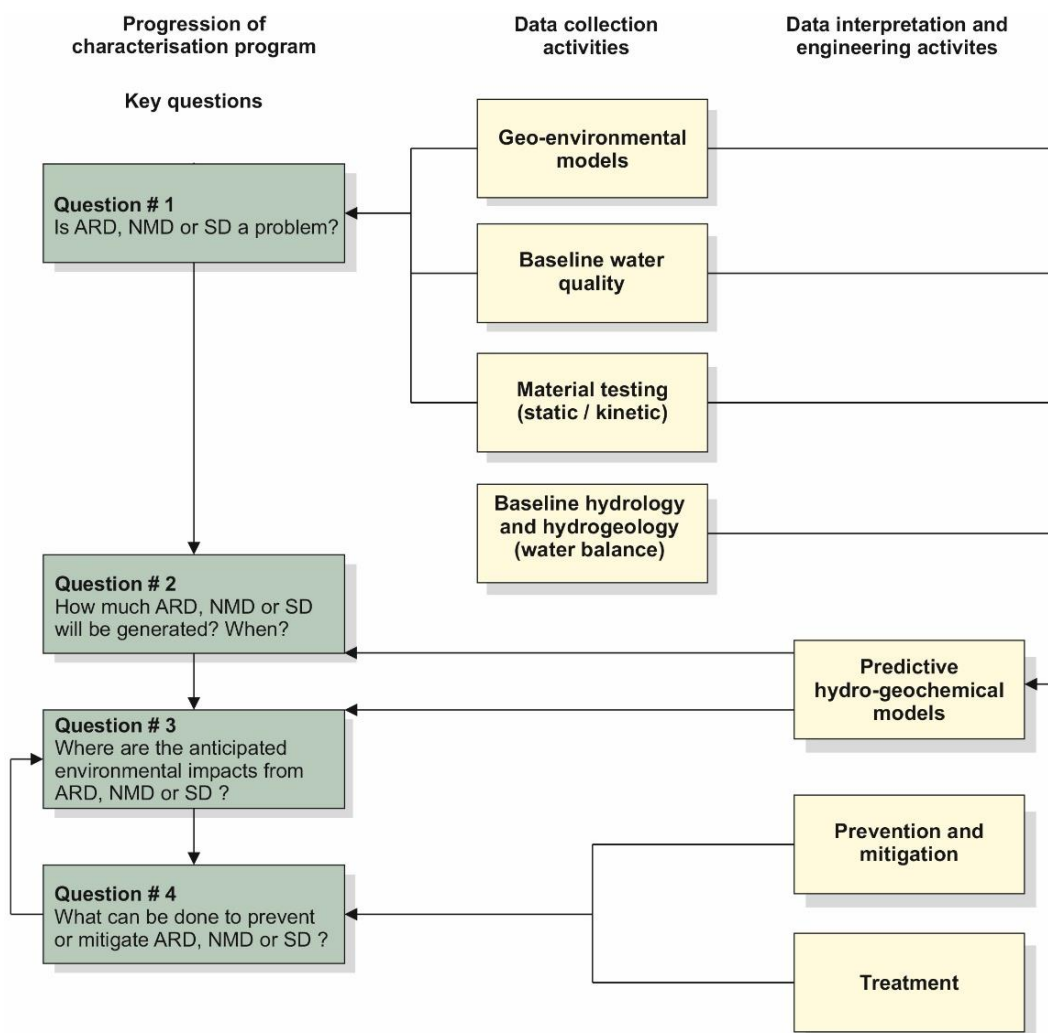 Progression of
characterisation program
Key questions
Data collection
activities
Data interpretation and
engineering activites
Question # 1
Is ARD, NMD or SD a problem?
Geo-environmental
models
Baseline water
quality
Material testing
(static / kinetic)
Baseline hydrology
and hydrogeology
(water balance)
Question # 2
How much ARD, NMD or SD
will be generated? When?
Predictive
hydro-geochemical
models
Question # 3
Where are the anticipated
environmental impacts from
ARD, NMD or SD ?
Prevention and
mitigation
Question # 4
What can be done to prevent
or mitigate ARD, NMD or SD ?
Treatment